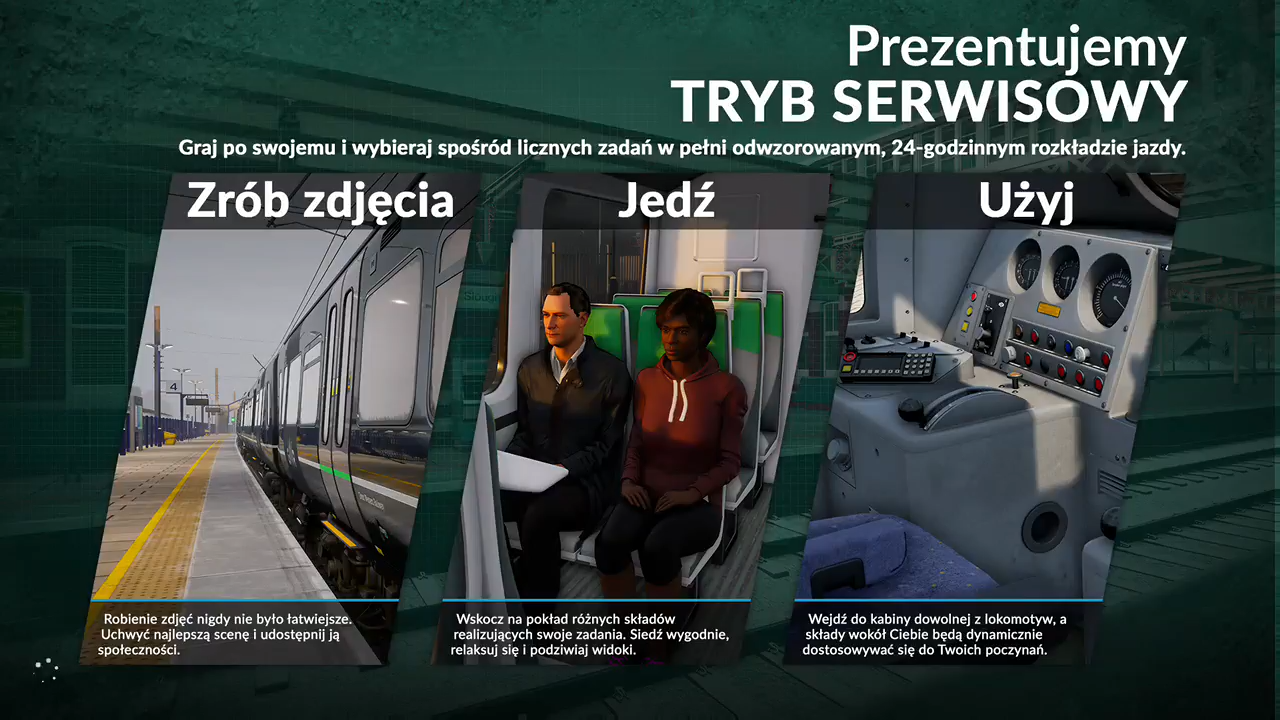 Prezentujemy
TRYB SERWISOWY
Graj po swojemu i wybieraj spośród licznych zadań w pełni odwzorowanym, 24-godzinnym rozkładzie jazdy.
Zrób zdjęcia
Jedź
Użyj
4
Slough
Robienie zdjęć nigdy nie było łatwiejsze.
Uchwyć najlepszą scenę i udostępnij ją
społeczności.
Wskocz na pokład różnych składów
realizujących swoje zadania. Siedź wygodnie,
relaksuj się i podziwiaj widoki.
Wejdź do kabiny dowolnej z lokomotyw, a
składy wokół Ciebie będą dynamicznie
dostosowywać się do Twoich poczynań.